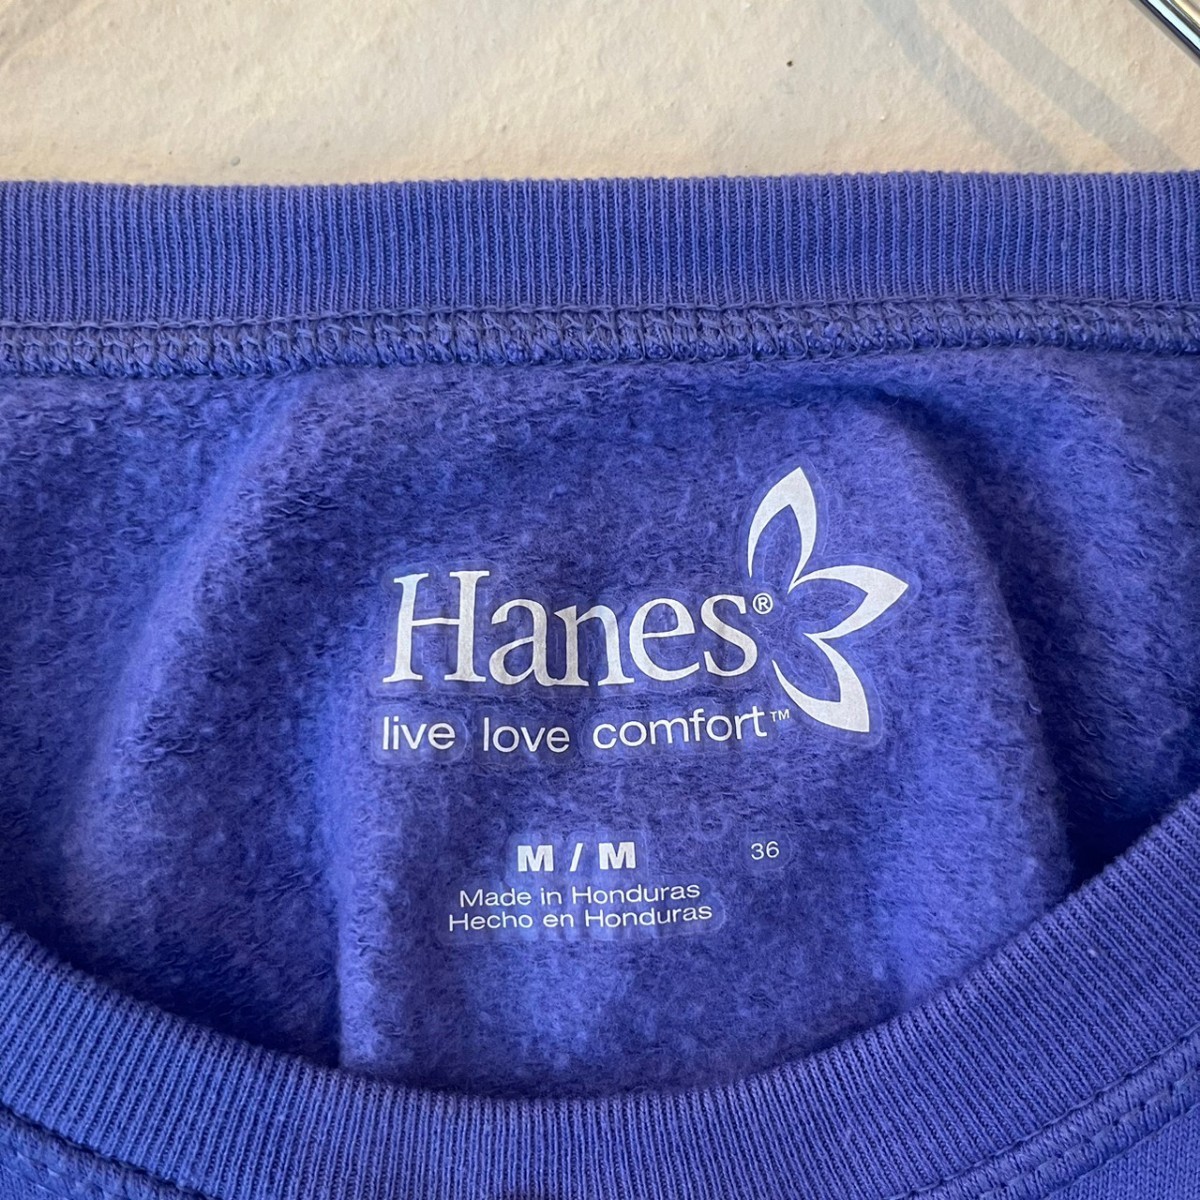 Hanes®
live love comfort™
M / M 36
Made in Honduras
Hecho en Honduras